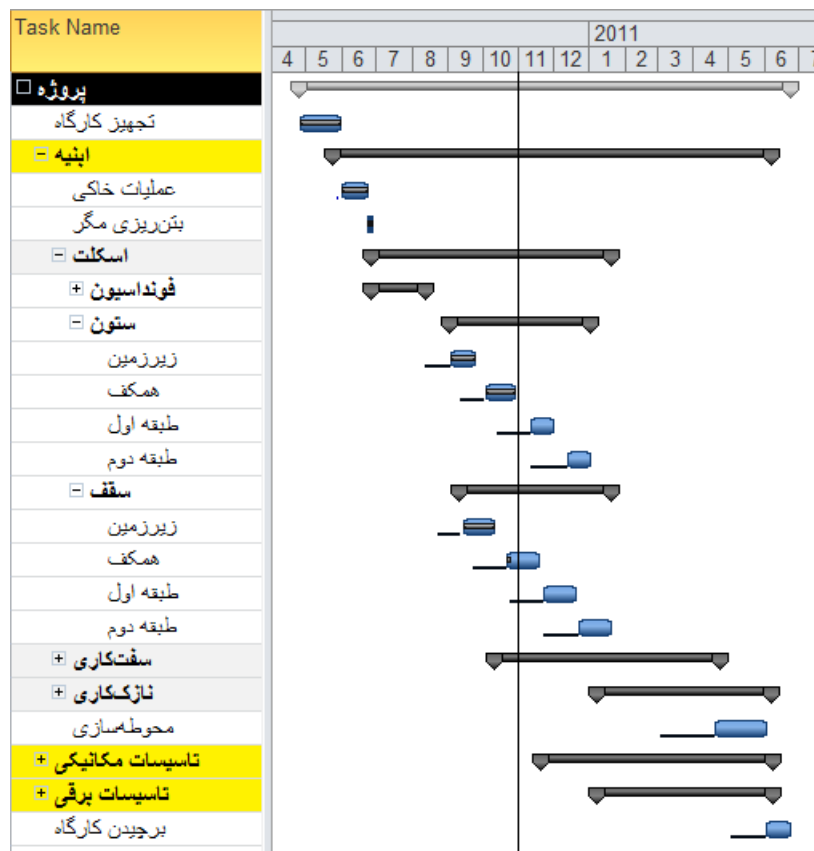 Task Name
2011
4 5 6 7 8 9 10 11 12 1 2 3 4 5 6 7
پروژه
تجهیز کارگاه
ابنیه
عملیات خاکی
بتن‌ریزی مگر
اسکلت
فونداسیون
ستون
زیرزمین
همکف
طبقه اول
طبقه دوم
سقف
زیرزمین
همکف
طبقه اول
طبقه دوم
سفت‌کاری
نازک‌کاری
محوطه‌سازی
تاسیسات مکانیکی
تاسیسات برقی
برچیدن کارگاه